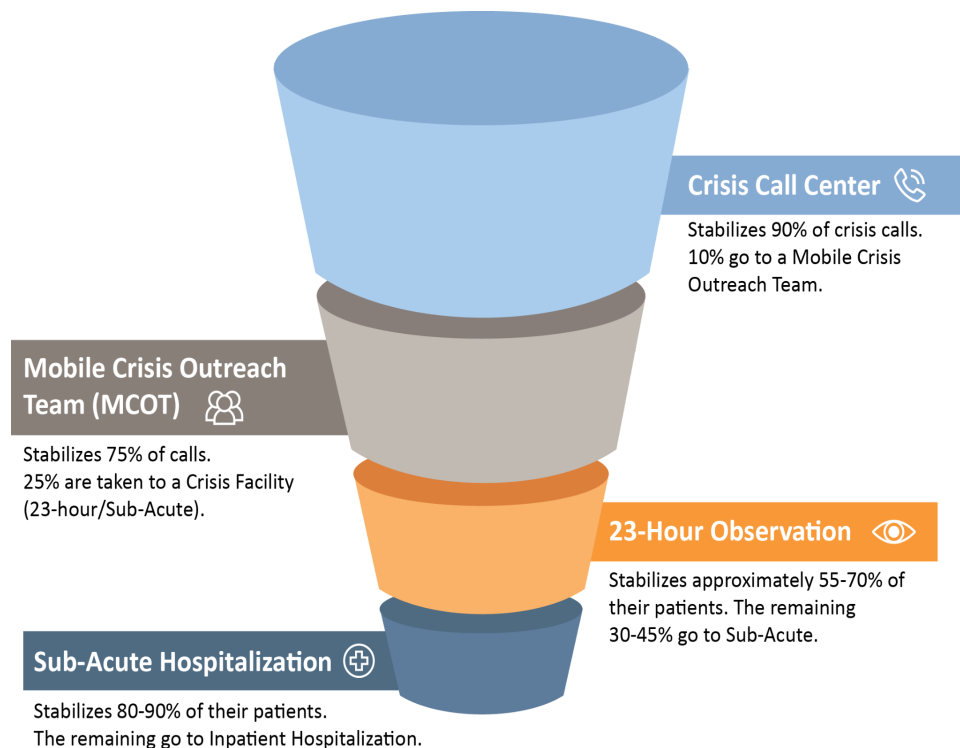 Crisis Call Center
Stabilizes 90% of crisis calls.
10% go to a Mobile Crisis
Outreach Team.
Mobile Crisis Outreach
Team (MCOT)
Stabilizes 75% of calls.
25% are taken to a Crisis Facility
(23-hour/Sub-Acute).
23-Hour Observation
Stabilizes approximately 55-70% of
their patients. The remaining
30-45% go to Sub-Acute.
Sub-Acute Hospitalization
Stabilizes 80-90% of their patients.
The remaining go to Inpatient Hospitalization.